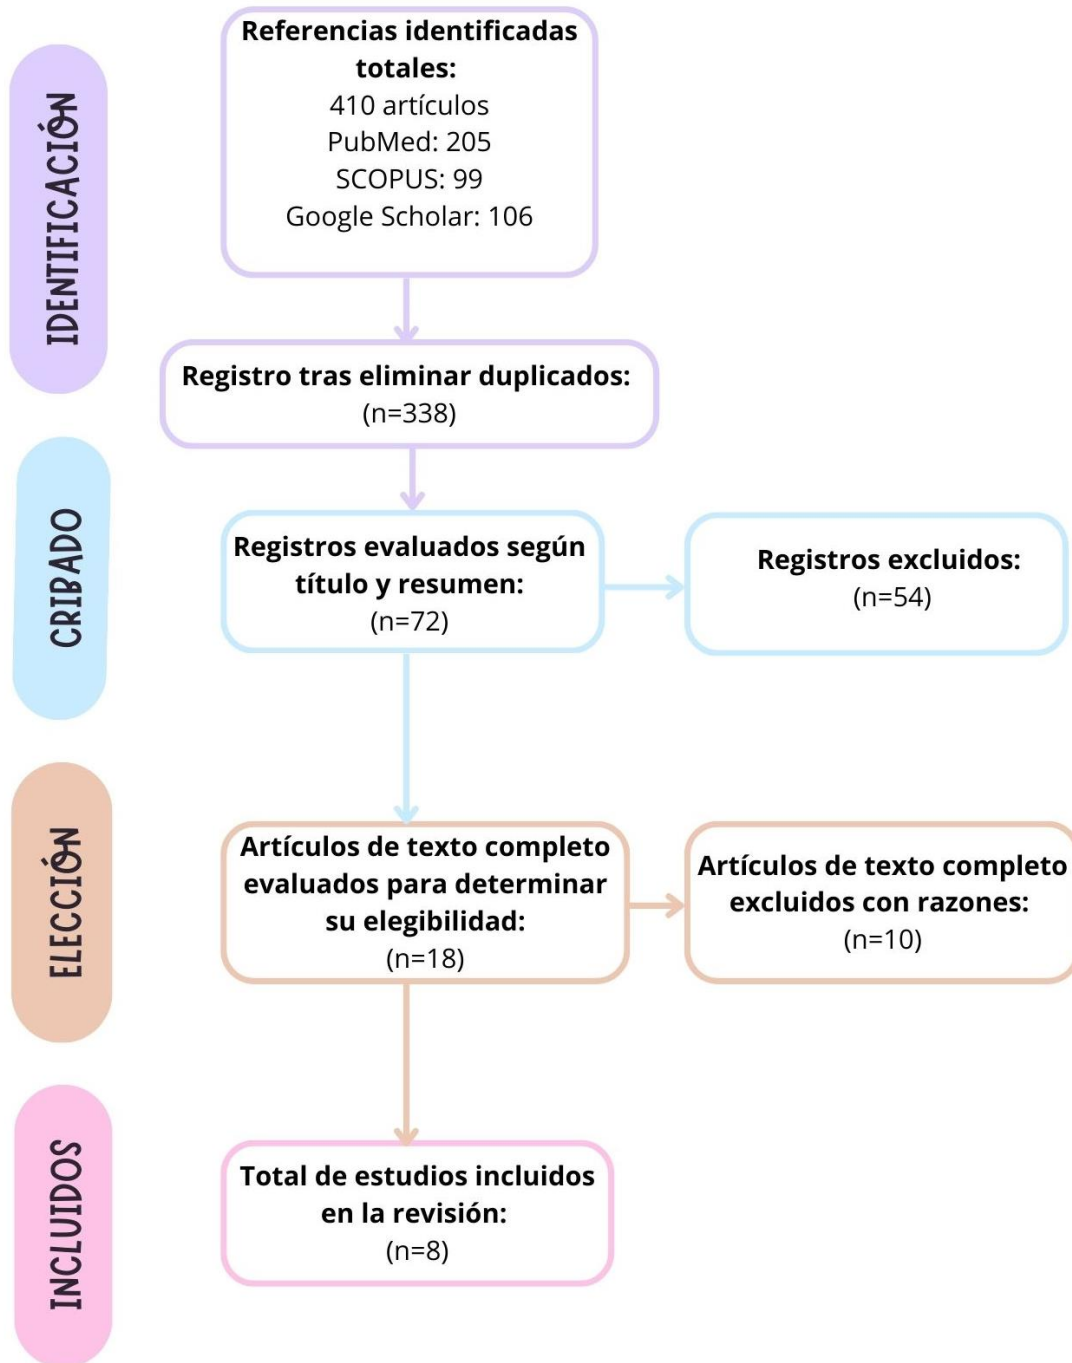 IDENTIFICACIÓN
Referencias identificadas
totales:
410 artículos
PubMed: 205
SCOPUS: 99
Google Scholar: 106
Registro tras eliminar duplicados:
(n=338)
CRIBADO
Registros evaluados según
título y resumen:
(n=72)
Registros excluidos:
(n=54)
ELECCIÓN
Artículos de texto completo
evaluados para determinar
su elegibilidad:
(n=18)
Artículos de texto completo
excluidos con razones:
(n=10)
INCLUIDOS
Total de estudios incluidos
en la revisión:
(n=8)